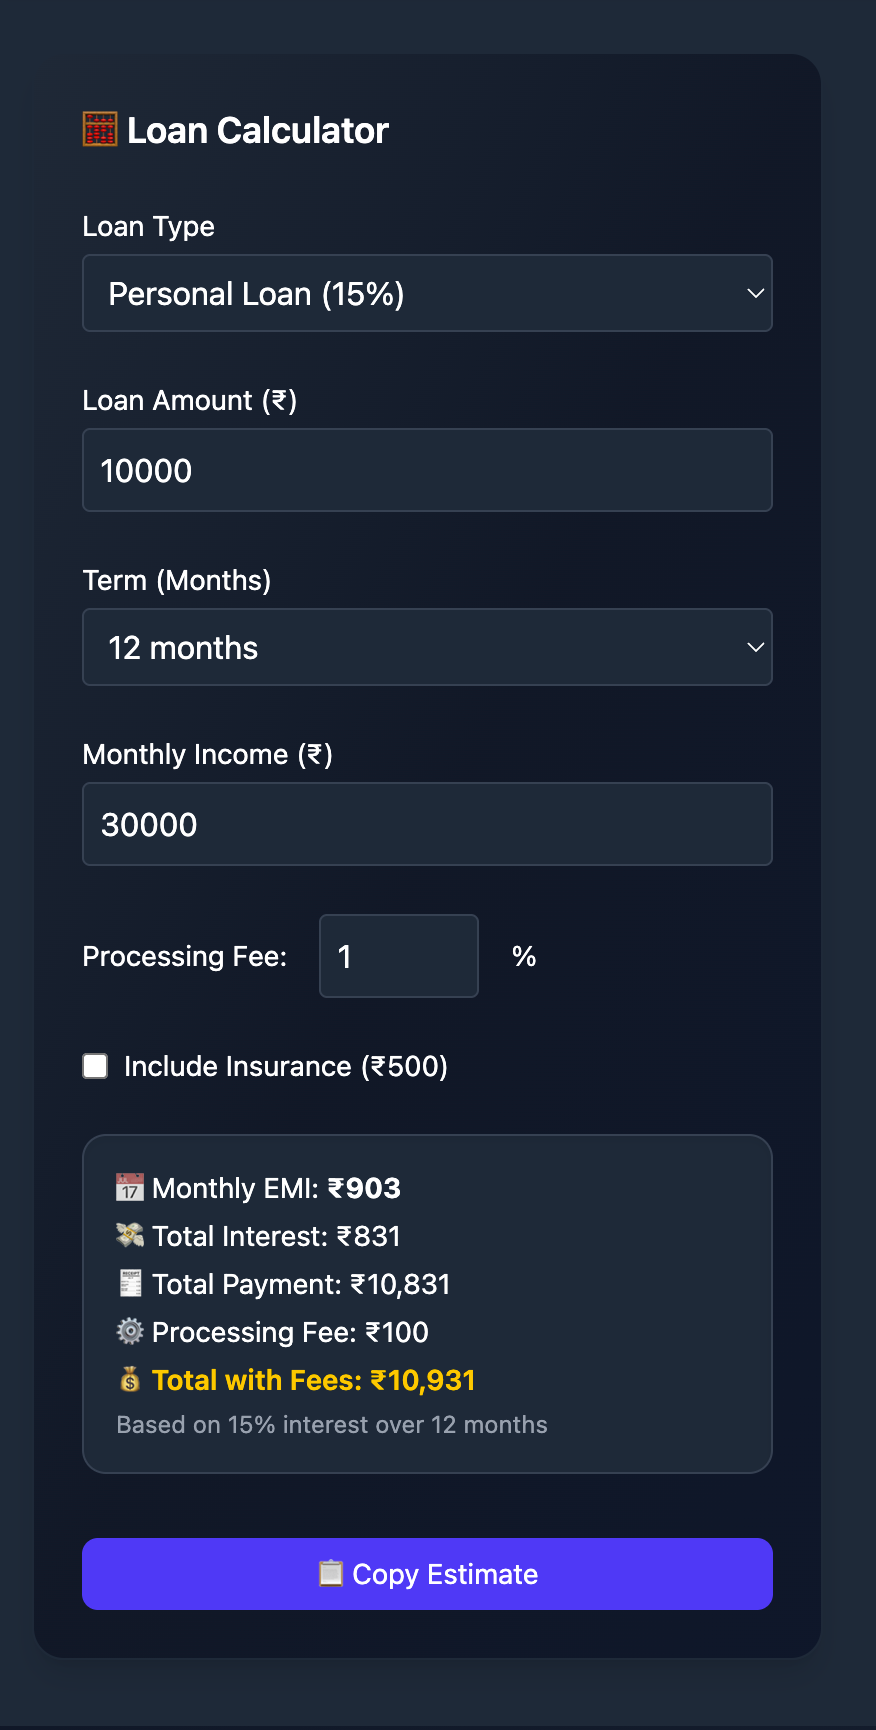 Loan Calculator
Loan Type
Personal Loan (15%)
Loan Amount (₹)
10000
Term (Months)
12 months
Monthly Income (₹)
30000
Processing Fee: 1 %
Include Insurance (₹500)
Monthly EMI: ₹903
Total Interest: ₹831
Total Payment: ₹10,831
Processing Fee: ₹100
Total with Fees: ₹10,931
Based on 15% interest over 12 months
Copy Estimate